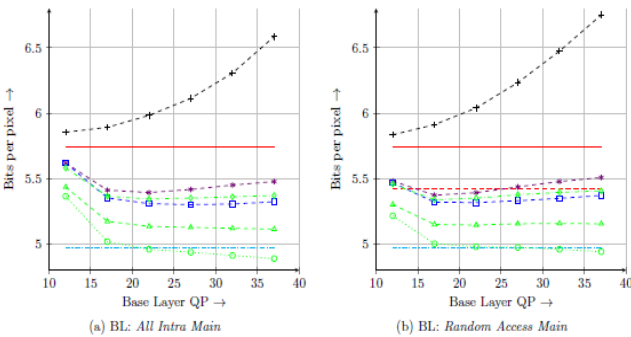 6.5
6
5.5
5
10 15 20 25 30 35 40
Bits per pixel →
Base Layer QP →
(a) BL: All Intra Main
6.5
6
5.5
5
10 15 20 25 30 35 40
Bits per pixel →
Base Layer QP →
(b) BL: Random Access Main